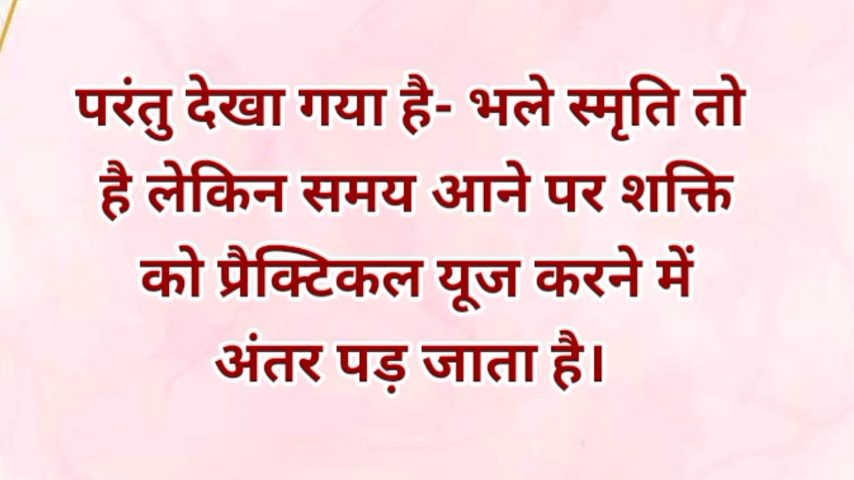 परंतु देखा गया है- भले स्मृति तो
है लेकिन समय आने पर शक्ति
को प्रैक्टिकल यूज करने में
अंतर पड़ जाता है।